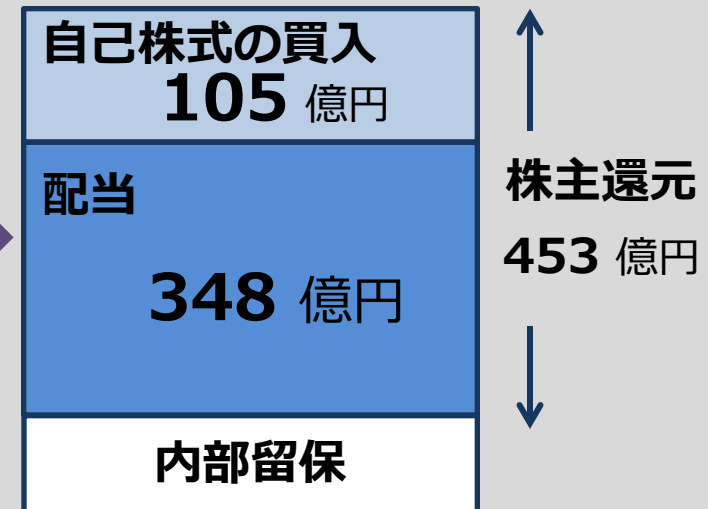 自己株式の買入
105 億円
配当
348 億円
内部留保
株主還元
453 億円